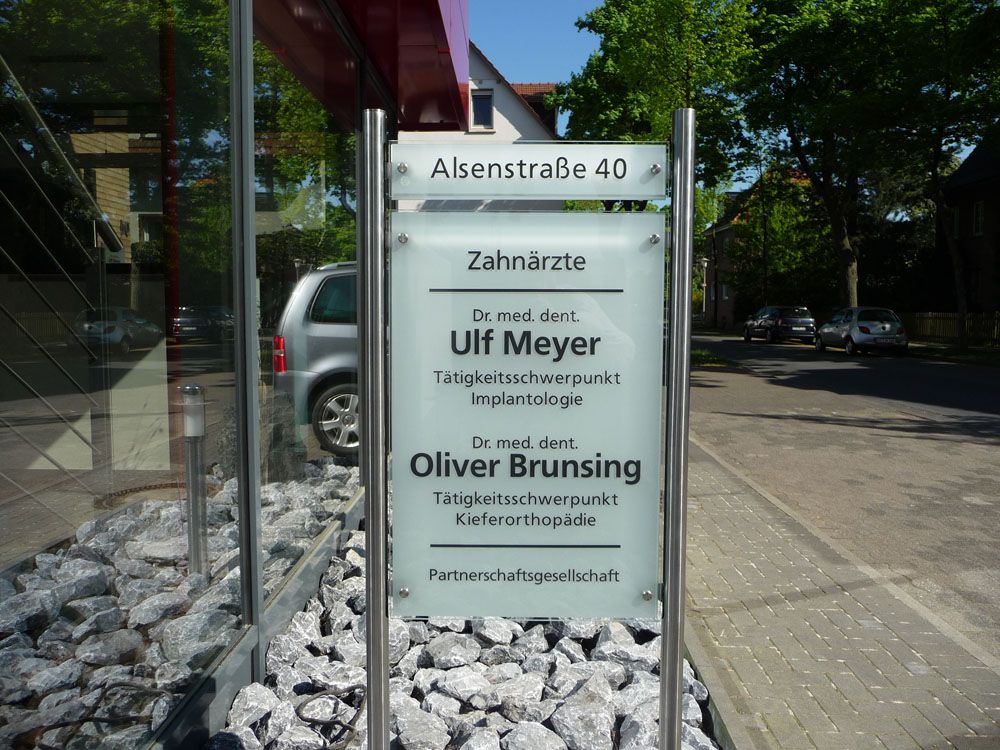 Alsenstraße 40
Zahnärzte
Dr. med. dent.
Ulf Meyer
Tätigkeitsschwerpunkt
Implantologie
Dr. med. dent.
Oliver Brunsing
Tätigkeitsschwerpunkt
Kieferorthopädie
Partnerschaftsgesellschaft